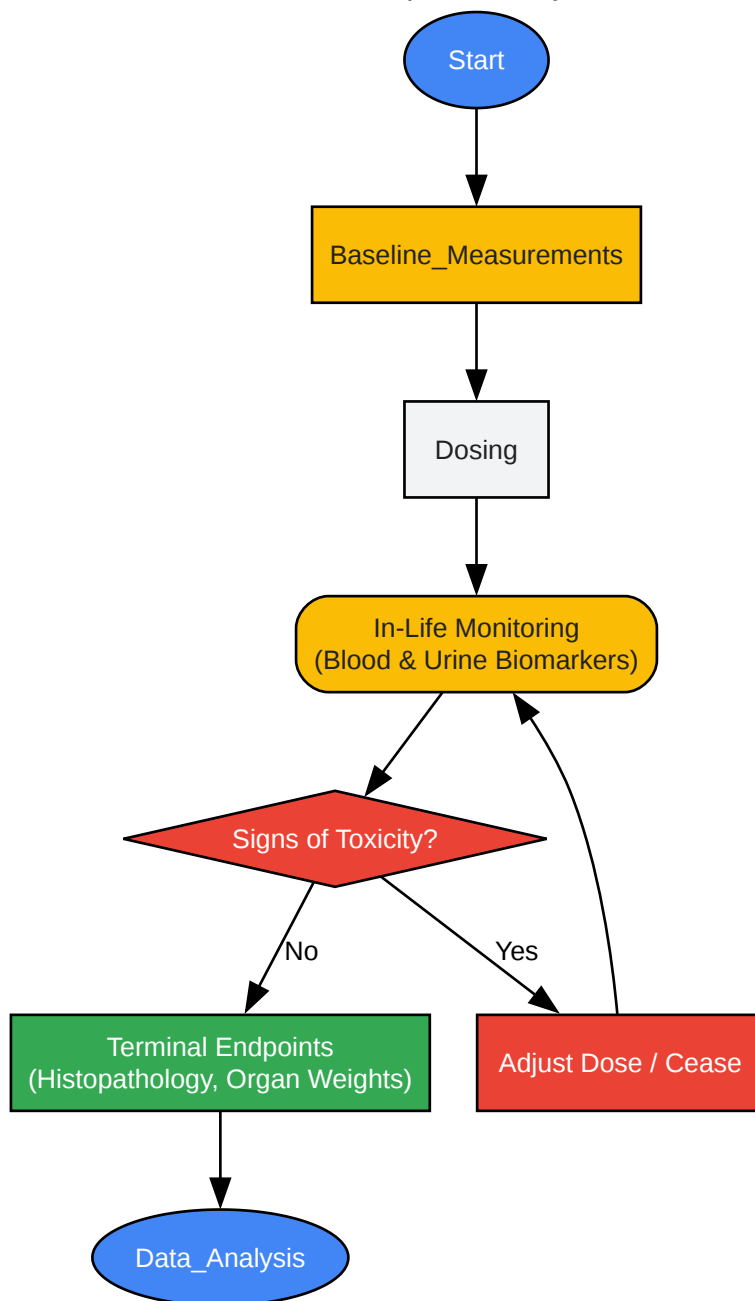 Start
Baseline_Measurements
Dosing
In-Life Monitoring
(Blood & Urine Biomarkers)
Signs of Toxicity?
No
Yes
Terminal Endpoints
(Histopathology, Organ Weights)
Adjust Dose / Cease
Data_Analysis